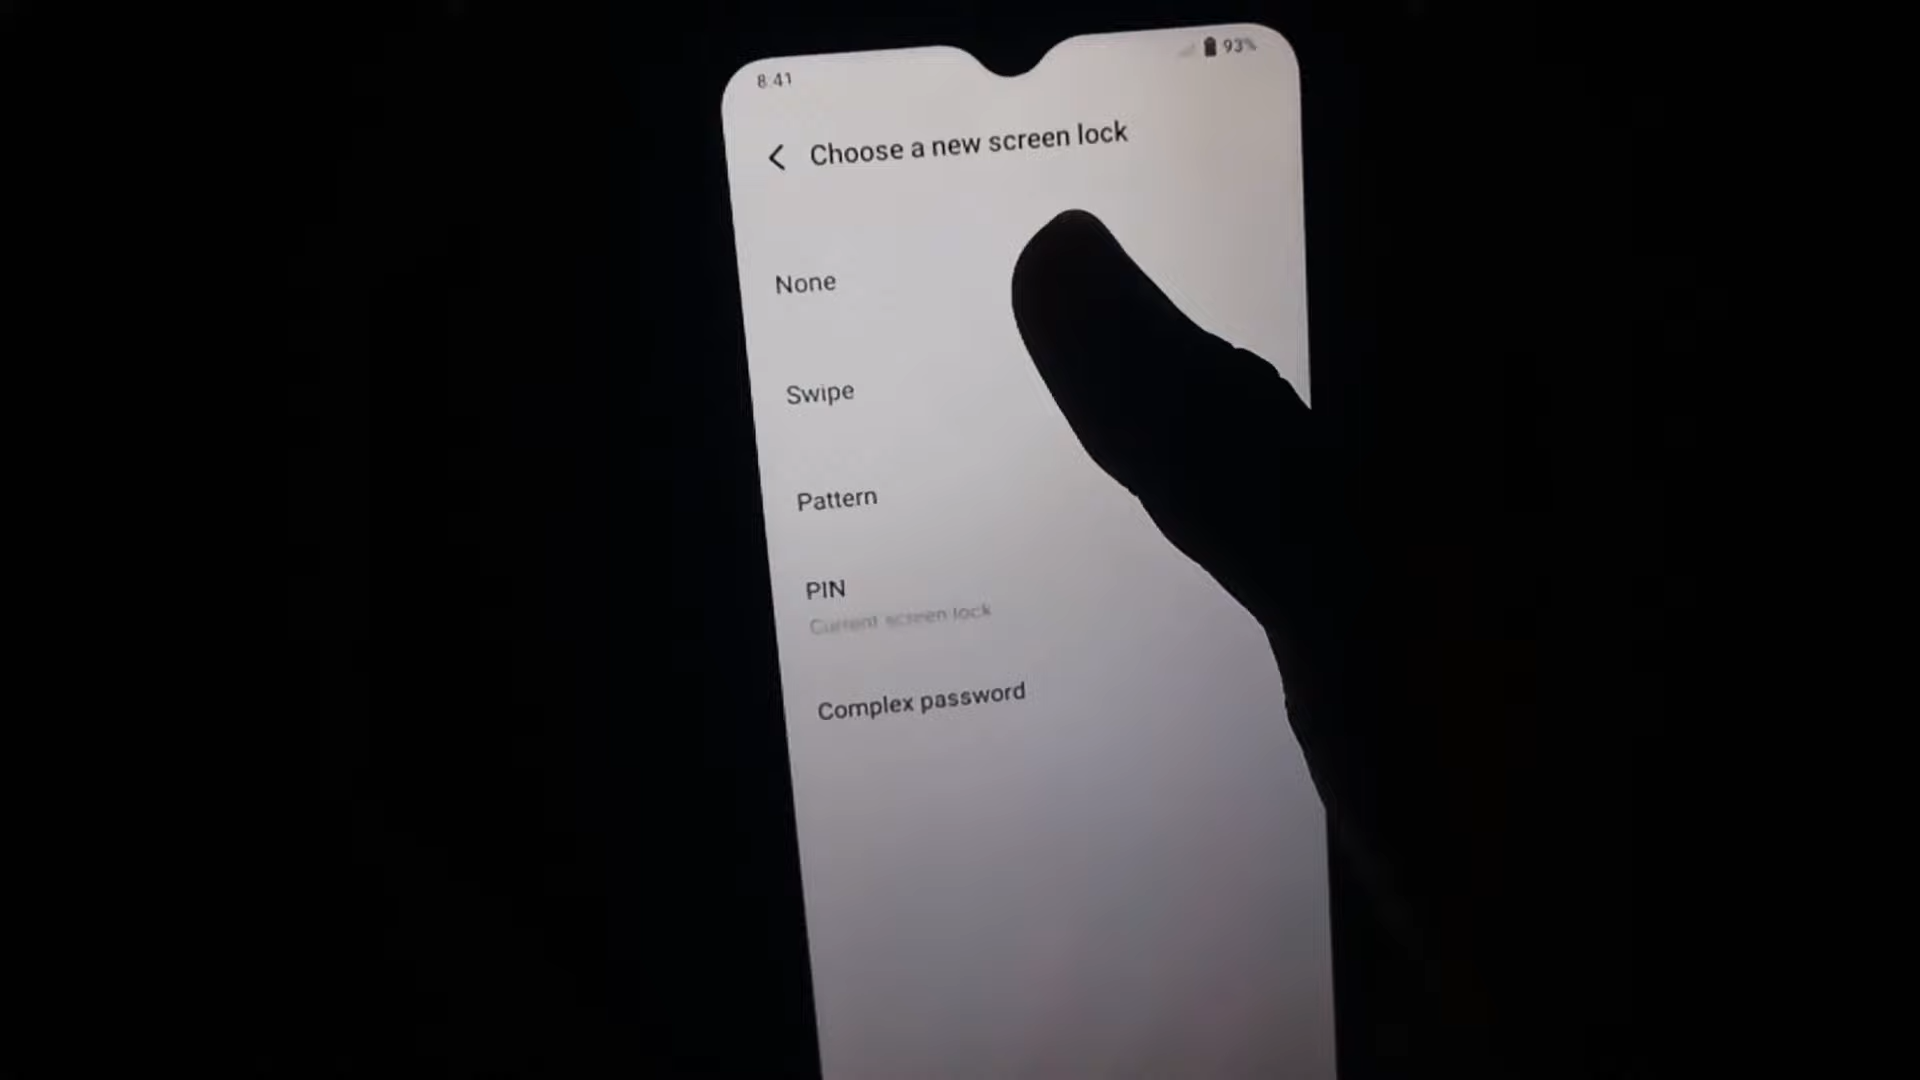 8:41
93%
Choose a new screen lock
None
Swipe
Pattern
PIN
Current screen lock
Complex password